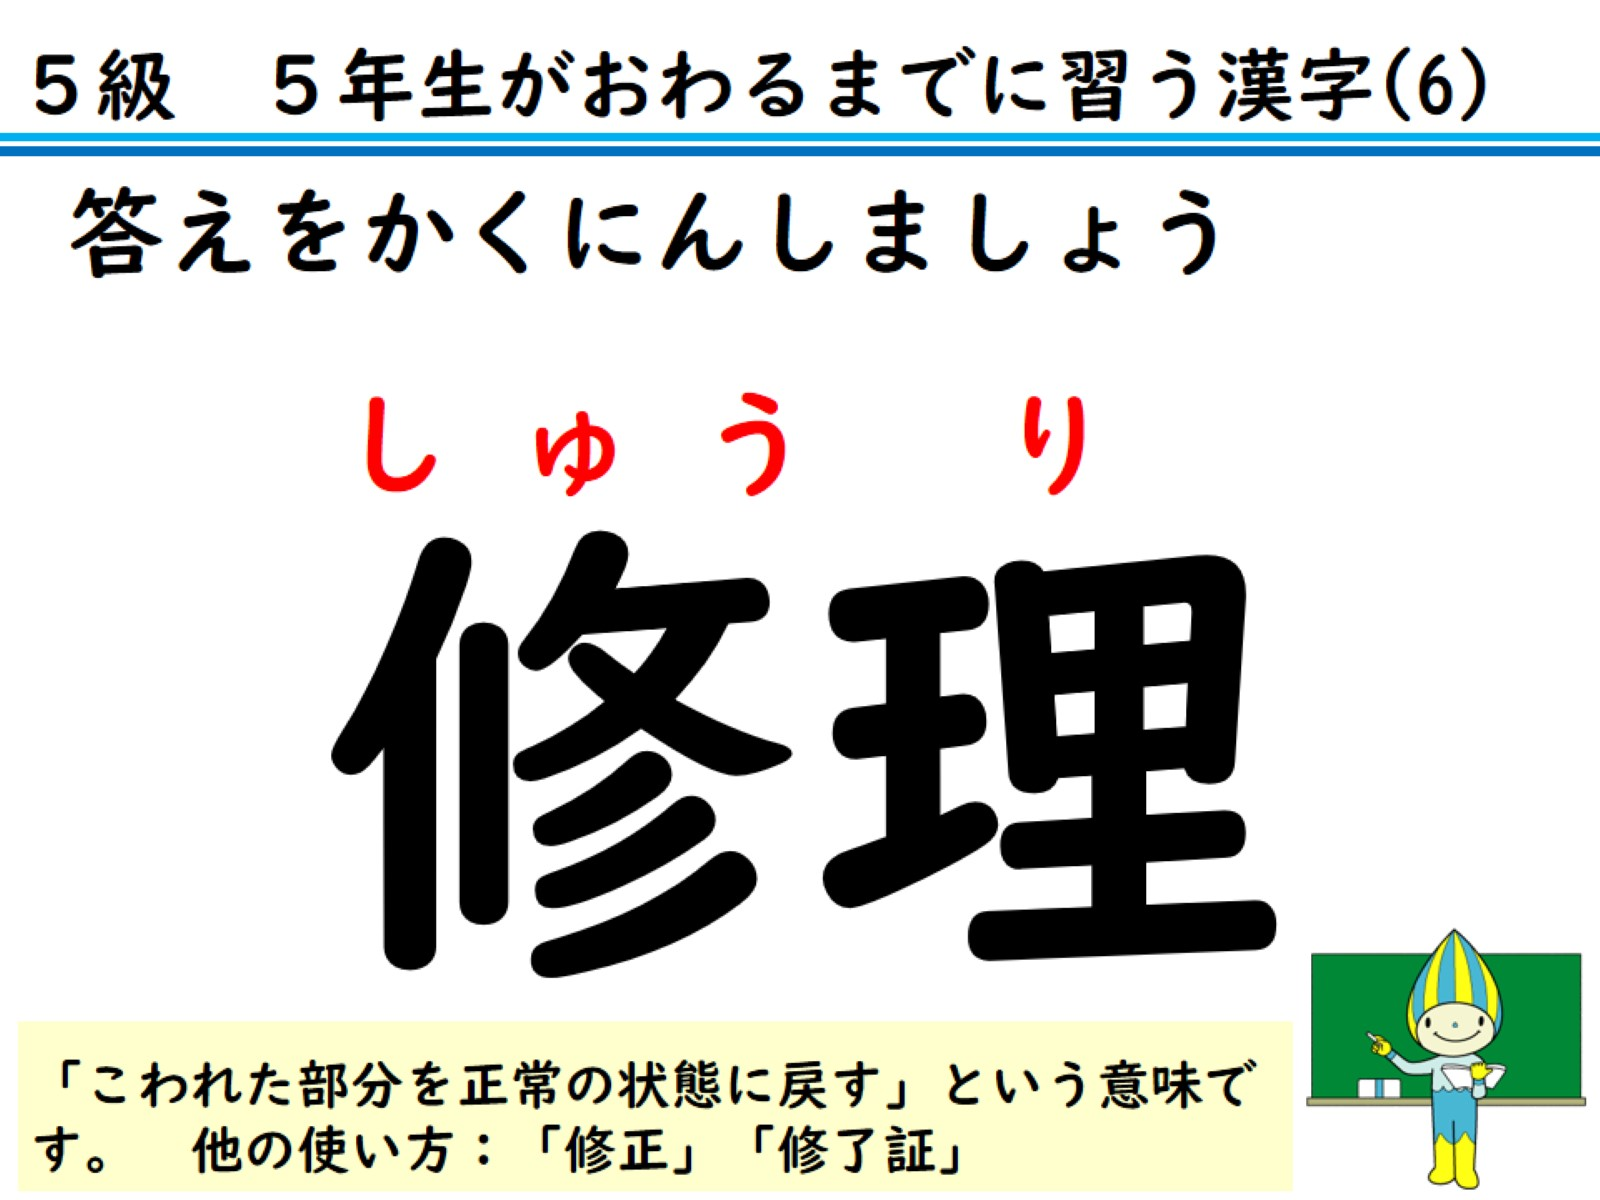 ５級　５年生がおわるまでに習う漢字(6)
答えをかくにんしましょう
しゅう　り
修理
「こわれた部分を正常の状態に戻す」という意味で
す。　他の使い方：「修正」「修了証」